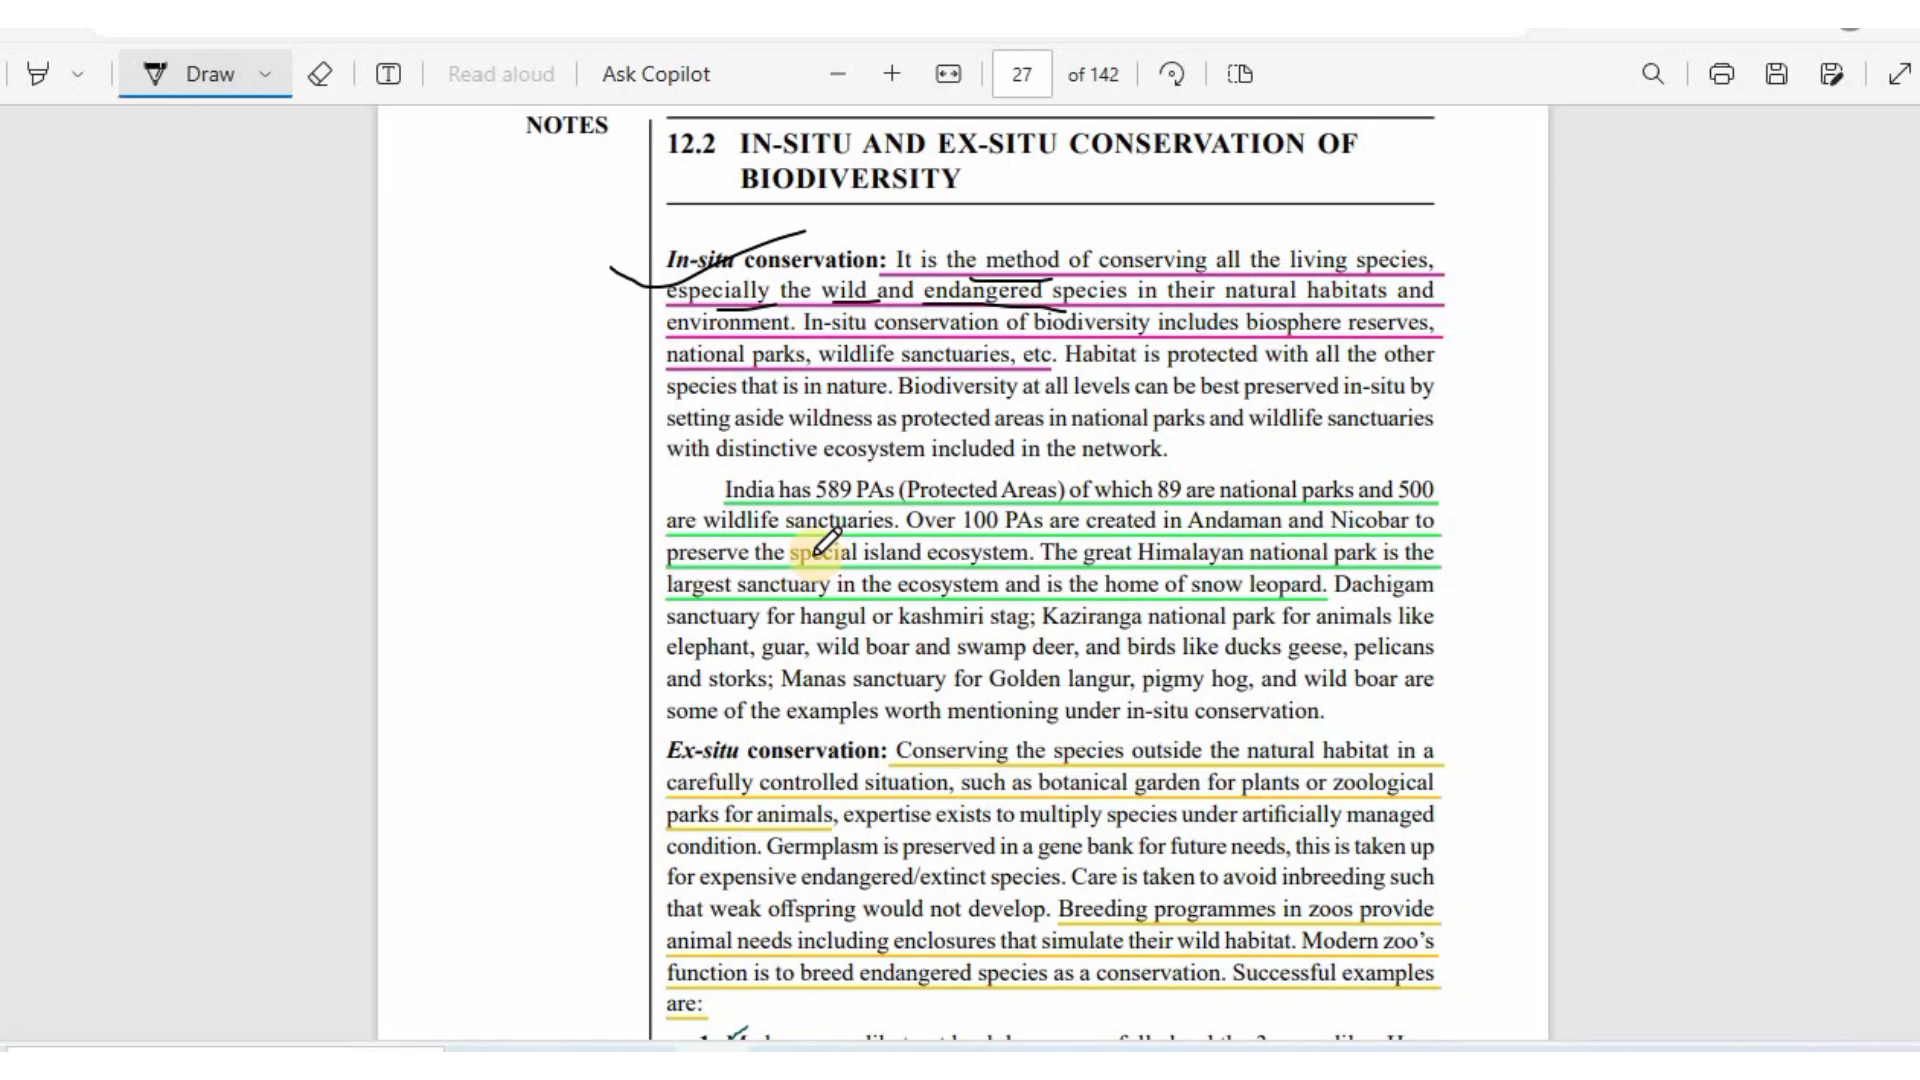 Draw
Read aloud
Ask Copilot
27
of 142
NOTES
12.2 IN-SITU AND EX-SITU CONSERVATION OF
BIODIVERSITY
In-situ conservation: It is the method of conserving all the living species,
especially the wild and endangered species in their natural habitats and
environment. In-situ conservation of biodiversity includes biosphere reserves,
national parks, wildlife sanctuaries, etc. Habitat is protected with all the other
species that is in nature. Biodiversity at all levels can be best preserved in-situ by
setting aside wildness as protected areas in national parks and wildlife sanctuaries
with distinctive ecosystem included in the network.
India has 589 PAs (Protected Areas) of which 89 are national parks and 500
are wildlife sanctuaries. Over 100 PAs are created in Andaman and Nicobar to
preserve the special island ecosystem. The great Himalayan national park is the
largest sanctuary in the ecosystem and is the home of snow leopard. Dachigam
sanctuary for hangul or kashmiri stag; Kaziranga national park for animals like
elephant, guar, wild boar and swamp deer, and birds like ducks geese, pelicans
and storks; Manas sanctuary for Golden langur, pigmy hog, and wild boar are
some of the examples worth mentioning under in-situ conservation.
Ex-situ conservation: Conserving the species outside the natural habitat in a
carefully controlled situation, such as botanical garden for plants or zoological
parks for animals, expertise exists to multiply species under artificially managed
condition. Germplasm is preserved in a gene bank for future needs, this is taken up
for expensive endangered/extinct species. Care is taken to avoid inbreeding such
that weak offspring would not develop. Breeding programmes in zoos provide
animal needs including enclosures that simulate their wild habitat. Modern zoo's
function is to breed endangered species as a conservation. Successful examples
are: